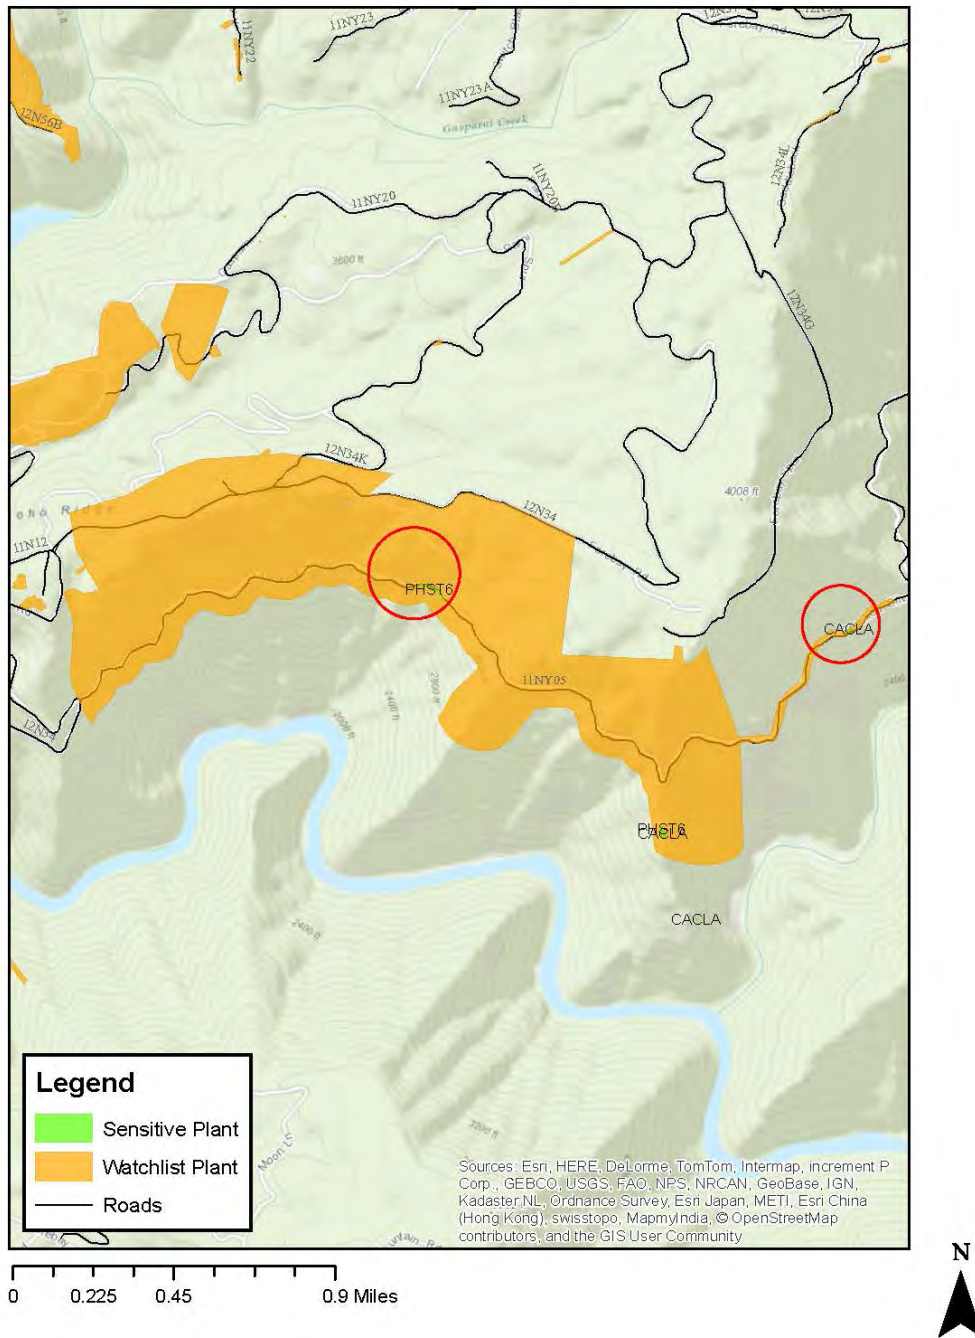 11NY22
11NY23
12N56B
11NY23A
Gaspani Creek
12N34L
11NY20
3600 ft
12N34G
12N34K
4008 ft
12N34
11N12
PHST6
CACLA
11NY05
2800 ft
2400 ft
2000 ft
2400
12N34
PHST6
CACLA
CACLA
2400 ft
3200 ft
Legend
Sensitive Plant
Watchlist Plant
Roads
Sources: Esri, HERE, DeLorme, TomTom, Intermap, increment P
Corp., GEBCO, USGS, FAO, NPS, NRCAN, GeoBase, IGN,
Kadaster NL, Ordnance Survey, Esri Japan, METI, Esri China
(Hong Kong), swisstopo, MapmyIndia, © OpenStreetMap
contributors, and the GIS User Community
0 0.225 0.45 0.9 Miles
N